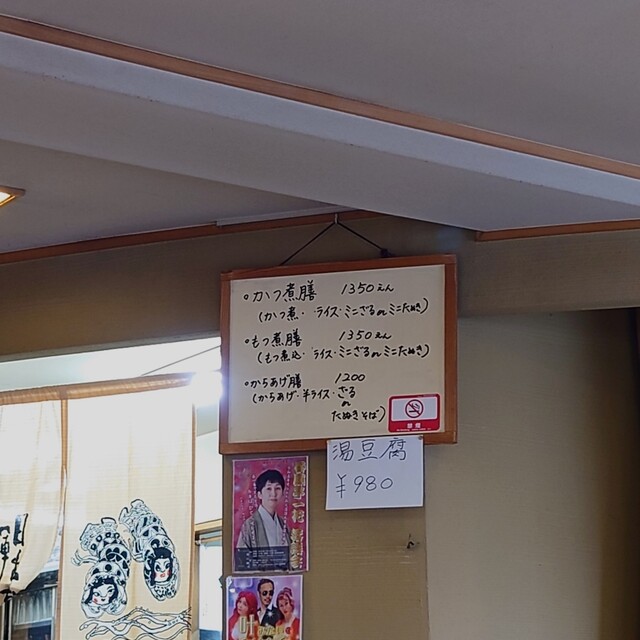 。かつ煮膳 1350えん
(かつ煮・ライス・ミニざるorミニたぬき)
。もつ煮膳 1350えん
(もつ煮込・ライス・ミニざるorミニたぬき)
。からあげ膳 1200
(からあげ・半ライス・ざる
or
たぬきそば)
禁煙
湯豆腐
¥980